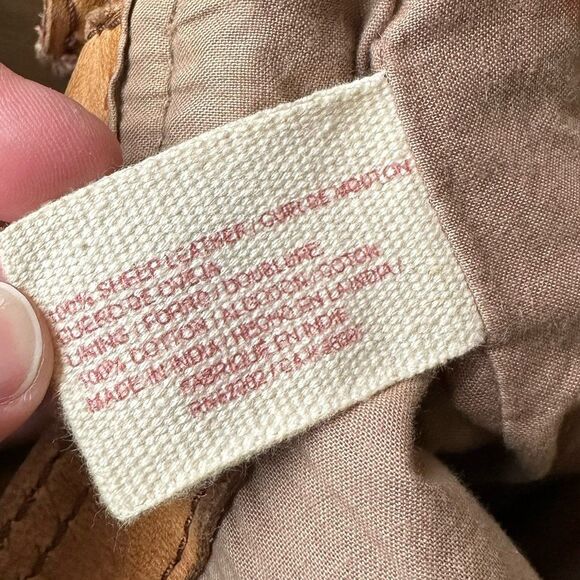 100% SHEEP LEATHER / CUIR DE MOUTON
CUERO DE OVEJA
LINING / FORRO / DOUBLURE
100% COTTON / ALGODON / COTON
MADE IN INDIA / HECHO EN LA INDIA /
FABRIQUE EN INDE